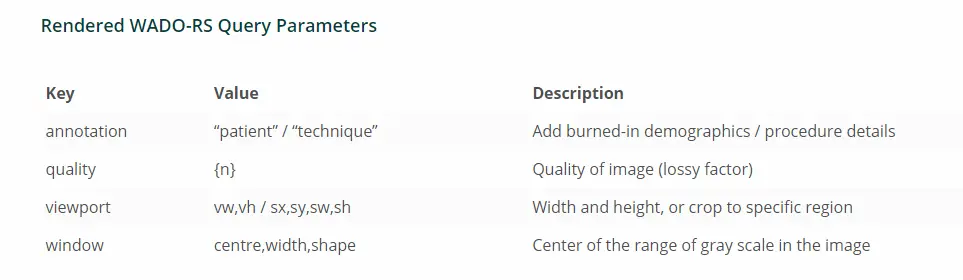 Rendered WADO-RS Query Parameters
Key Value Description
annotation “patient” / “technique” Add burned-in demographics / procedure details
quality {n} Quality of image (lossy factor)
viewport vw,vh / sx,sy,sw,sh Width and height, or crop to specific region
window centre,width,shape Center of the range of gray scale in the image